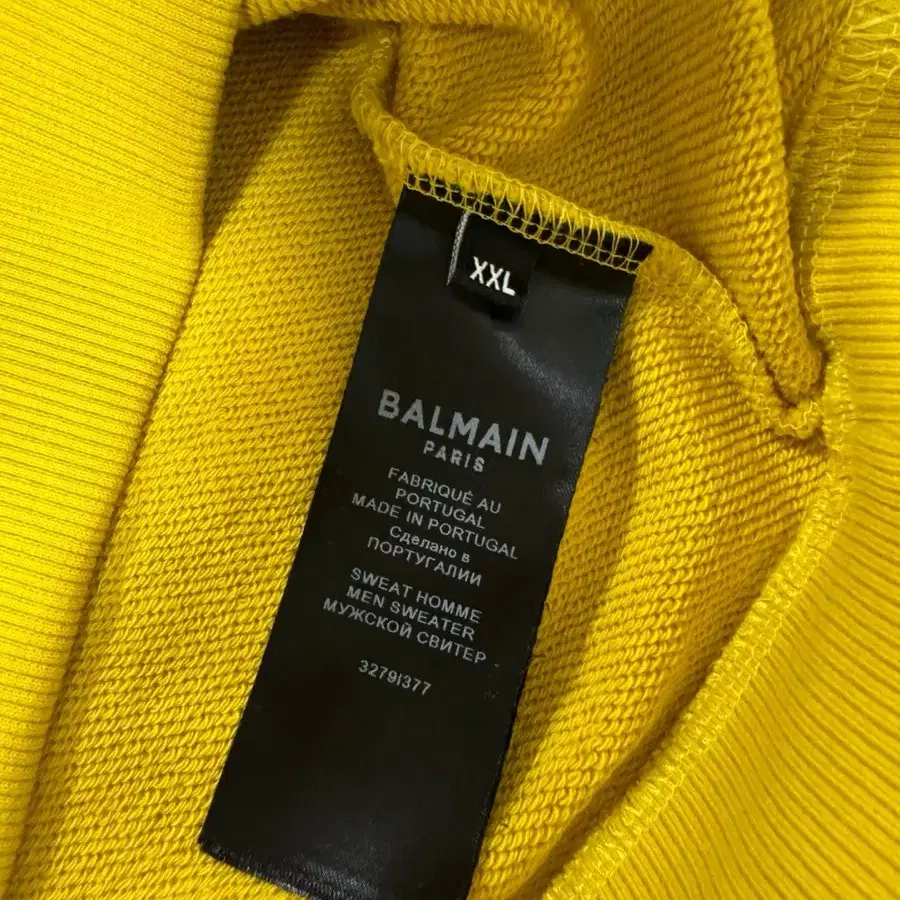 XXL
BALMAIN
PARIS
FABRIQUÉ AU
PORTUGAL
MADE IN PORTUGAL
Сделано в
ПОРТУГАЛИИ
SWEAT HOMME
MEN SWEATER
МУЖСКОЙ СВИТЕР
3279I377